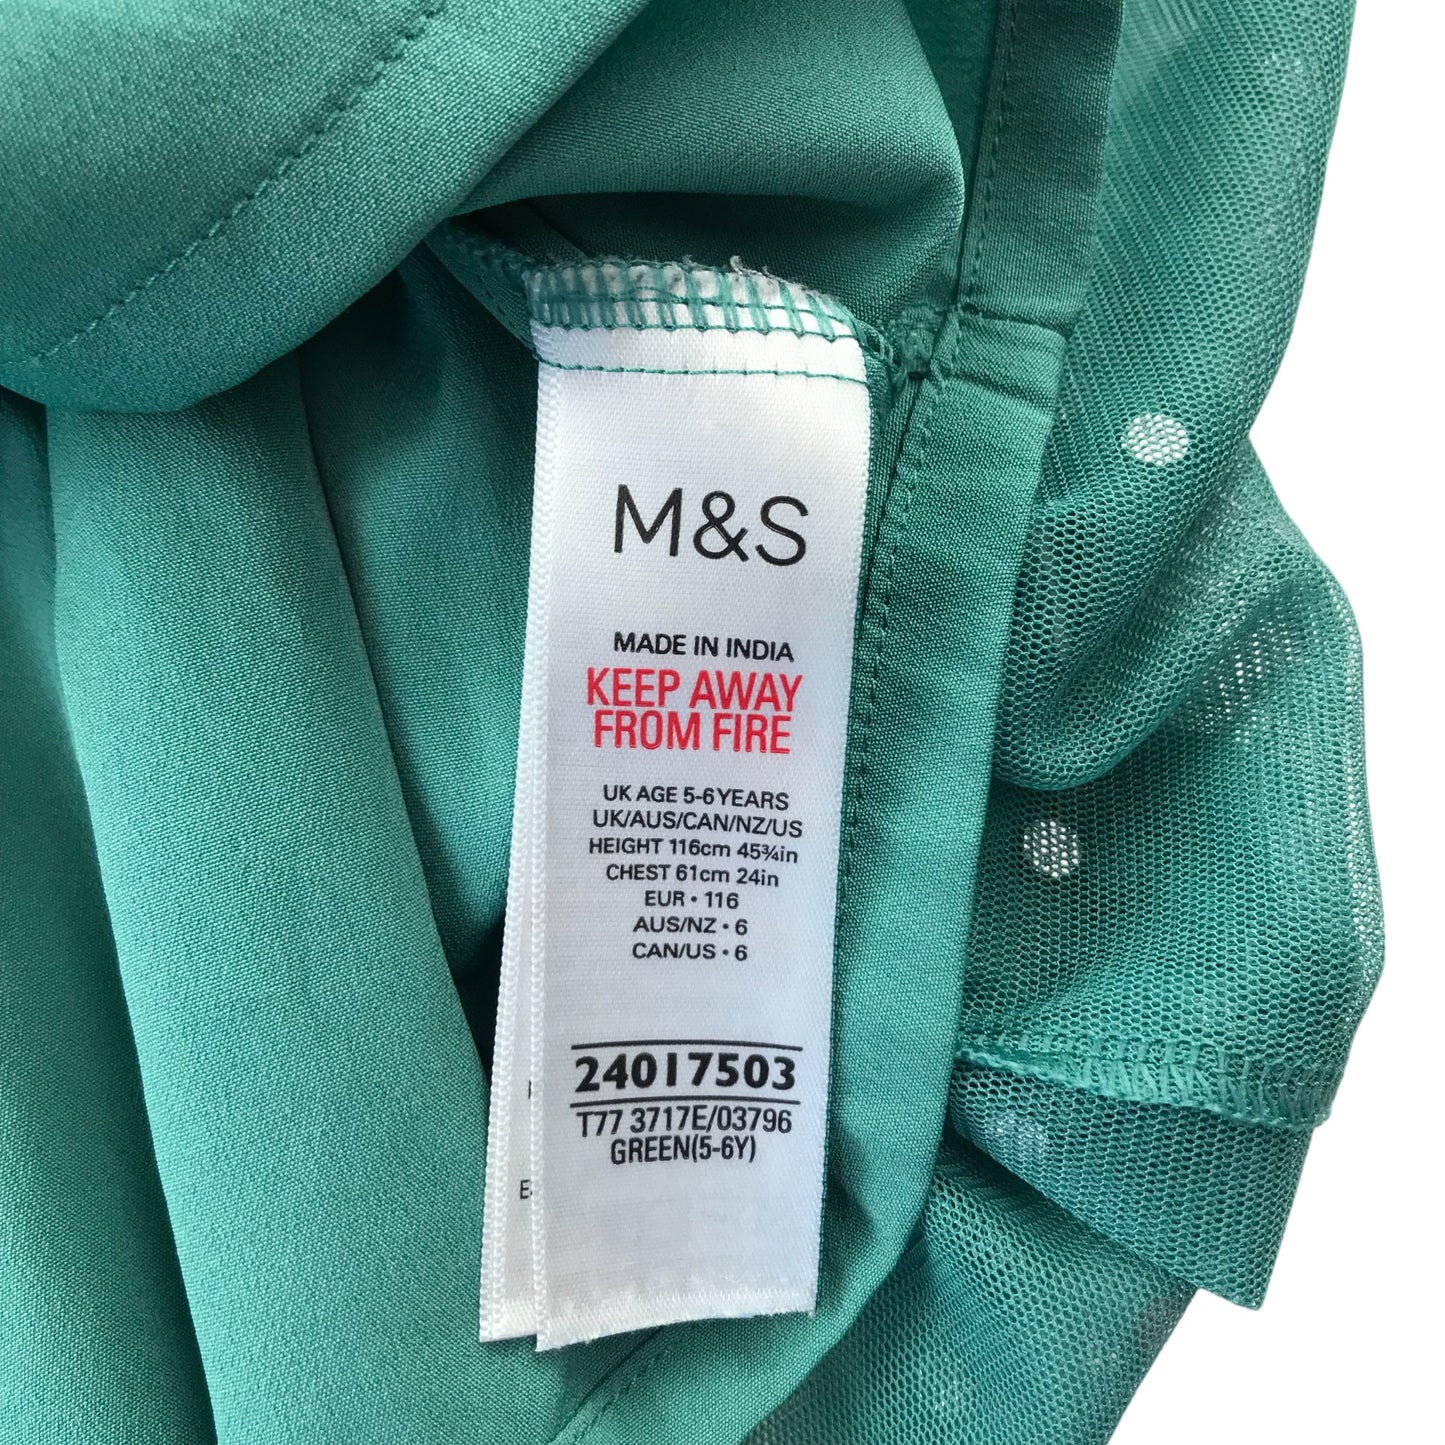 M&S
MADE IN INDIA
KEEP AWAY
FROM FIRE
UK AGE 5-6YEARS
UK/AUS/CAN/NZ/US
HEIGHT 116cm 45¾in
CHEST 61cm 24in
EUR • 116
AUS/NZ • 6
CAN/US • 6
24017503
T77 3717E/03796
GREEN(5-6Y)